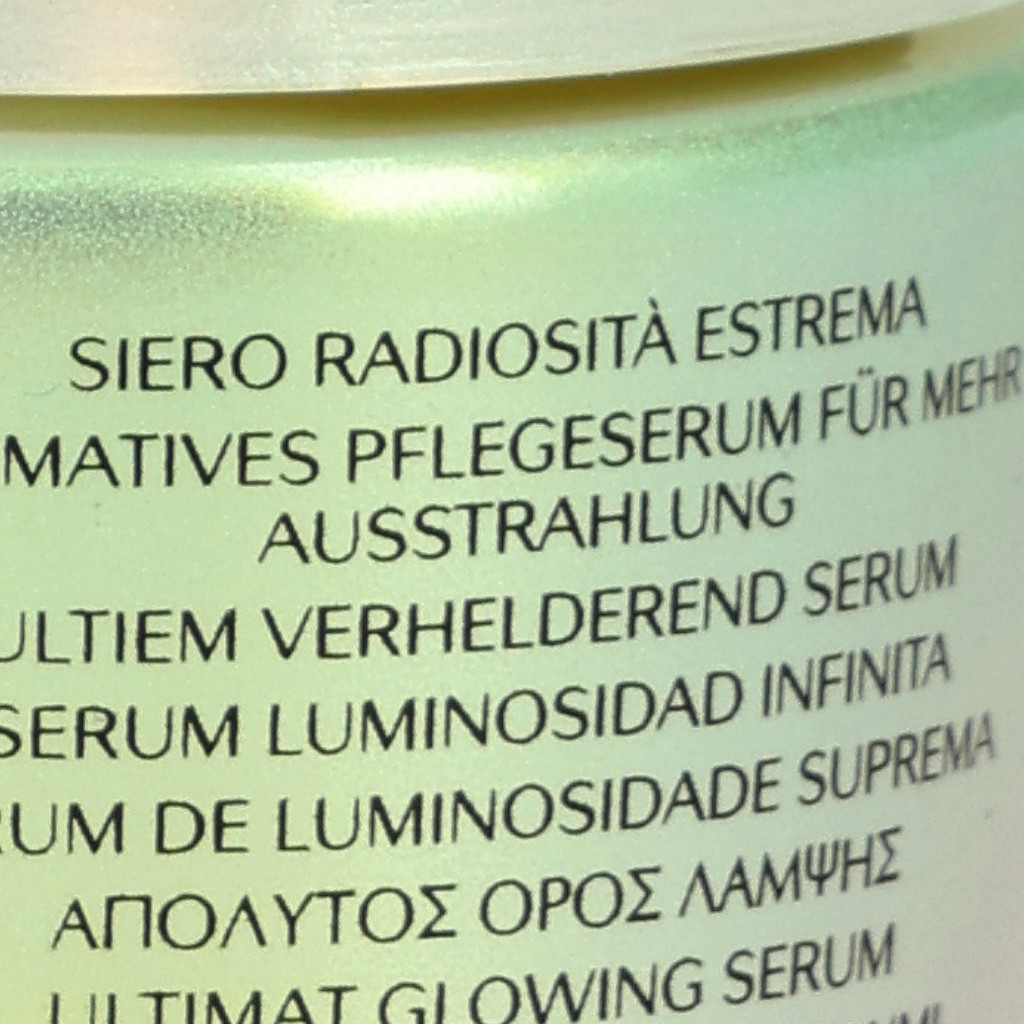 SIERO RADIOSITÀ ESTREMA
MATIVES PFLEGESERUM FÜR MEHR
AUSSTRAHLUNG
ULTIEM VERHELDEREND SERUM
SERUM LUMINOSIDAD INFINITA
RUM DE LUMINOSIDADE SUPREMA
ΑΠΟΛΥΤΟΣ ΟΡΟΣ ΛΑΜΨΗΣ
ULTIMAT GLOWING SERUM